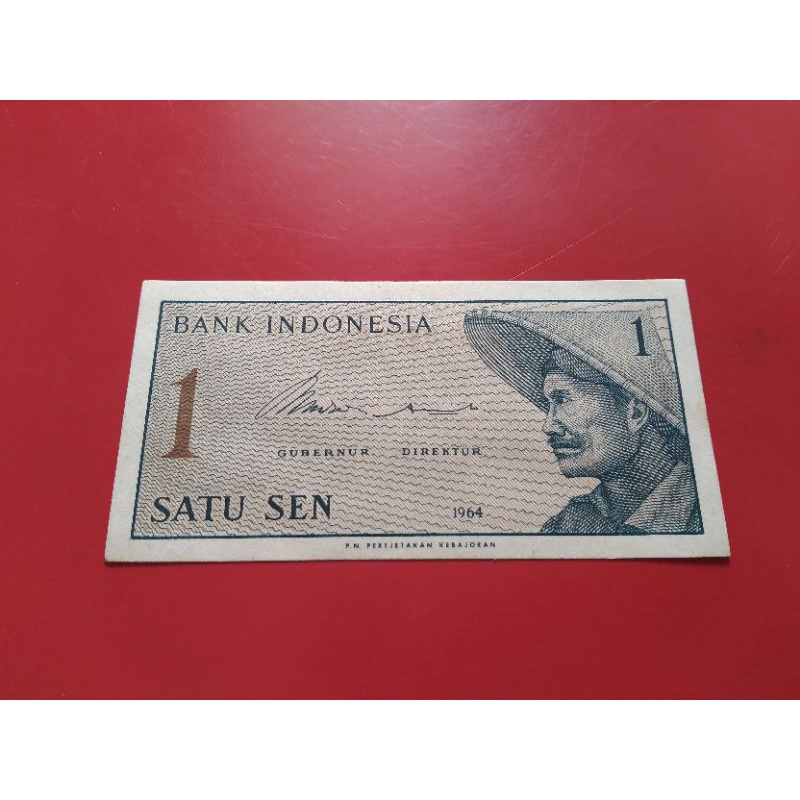 BANK INDONESIA
1
1
GUBERNUR DIREKTUR
SATU SEN
1964
P.N. PERTJETAKAN KEBAJORAN